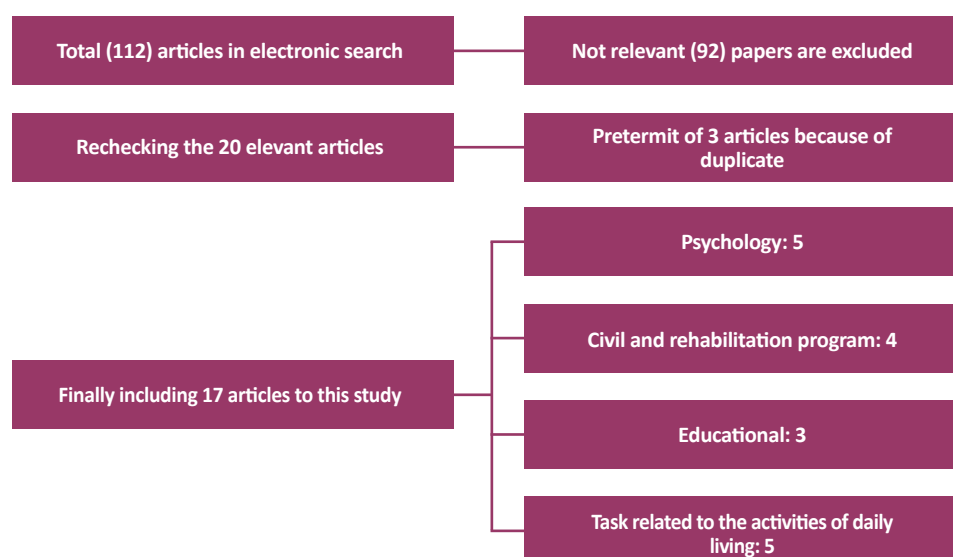 Total (112) articles in electronic search
Not relevant (92) papers are excluded
Rechecking the 20 elevant articles
Pretermit of 3 articles because of
duplicate
Psychology: 5
Civil and rehabilitation program: 4
Finally including 17 articles to this study
Educational: 3
Task related to the activities of daily
living: 5